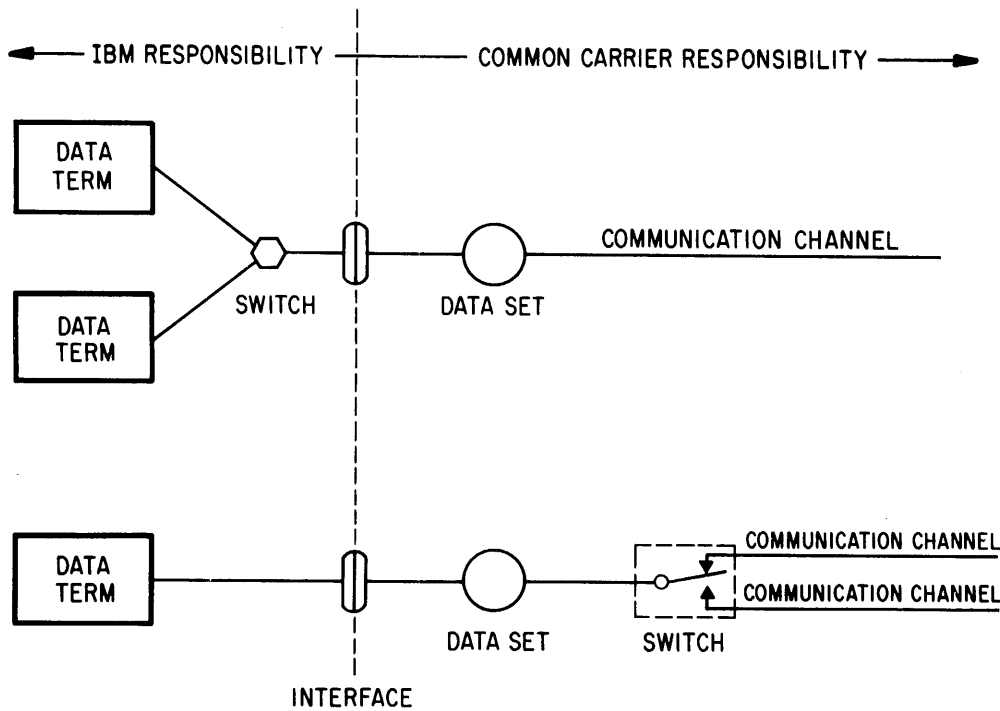 IBM RESPONSIBILITY
COMMON CARRIER RESPONSIBILITY
DATA
TERM
COMMUNICATION CHANNEL
SWITCH
DATA SET
DATA
TERM
DATA
TERM
COMMUNICATION CHANNEL
COMMUNICATION CHANNEL
DATA SET
SWITCH
INTERFACE